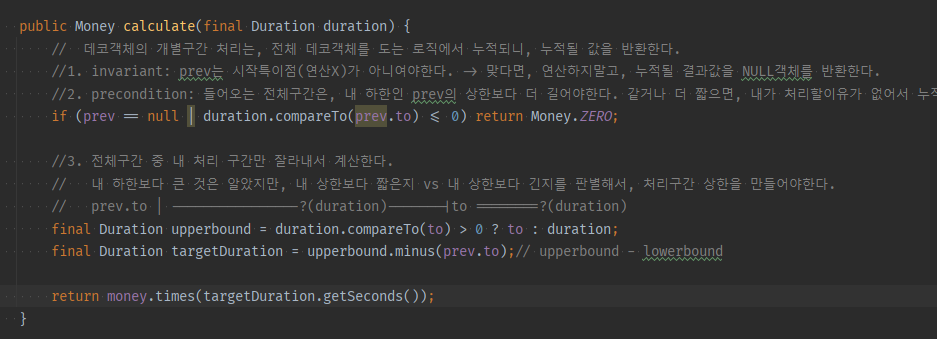 public Money calculate(final Duration duration) {
// 데코객체의 개별구간 처리는, 전체 데코객체를 도는 로직에서 누적되니, 누적될 값을 반환한다.
//1. invariant: prev는 시작특이점(연산X)가 아니여야한다. -> 맞다면, 연산하지말고, 누적될 결과값을 NULL객체를 반환한다.
//2. precondition: 들어오는 전체구간은, 내 하한인 prev의 상한보다 더 길어야한다. 같거나 더 짧으면, 내가 처리할이유가 없어서 누적
if (prev == null | duration.compareTo(prev.to) <= 0) return Money.ZERO;
//3. 전체구간 중 내 처리 구간만 잘라내서 계산한다.
// 내 하한보다 큰 것은 알았지만, 내 상한보다 짧은지 vs 내 상한보다 긴지를 판별해서, 처리구간 상한을 만들어야한다.
// prev.to | ----------------?(duration)-------|to ========?(duration)
final Duration upperbound = duration.compareTo(to) > 0 ? to : duration;
final Duration targetDuration = upperbound.minus(prev.to);// upperbound - lowerbound
return money.times(targetDuration.getSeconds());
}